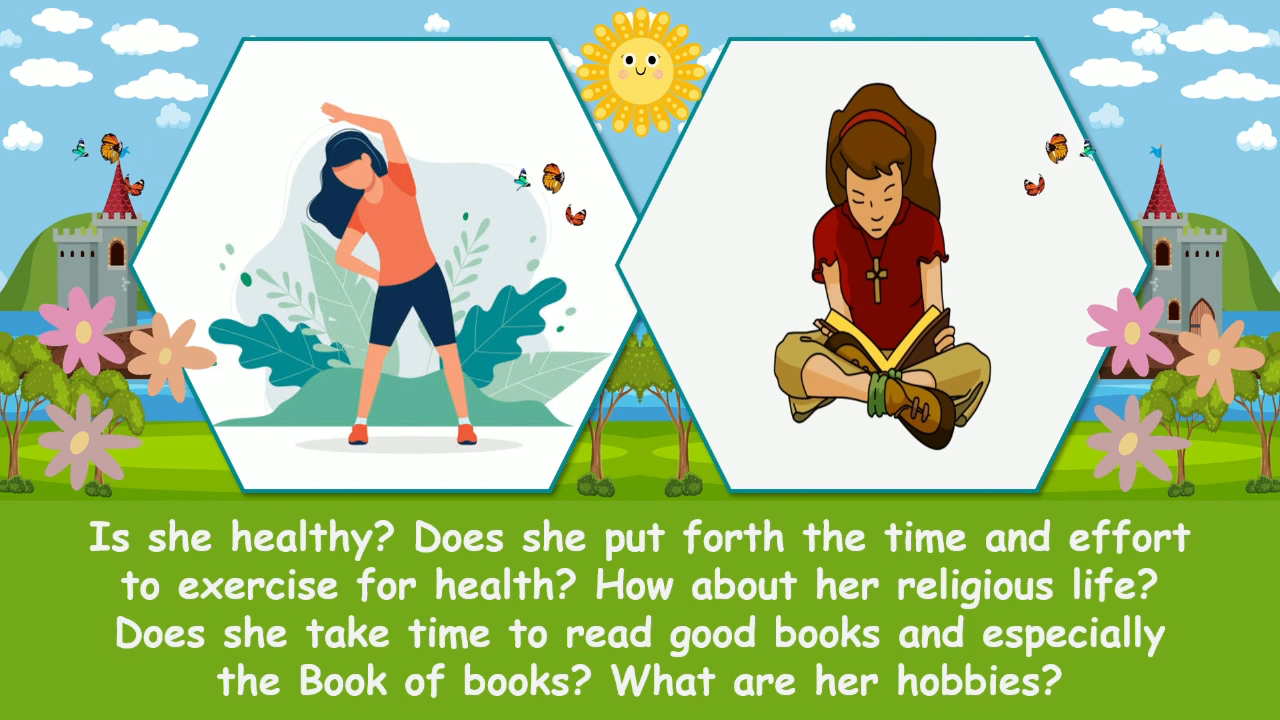 Is she healthy? Does she put forth the time and effort
to exercise for health? How about her religious life?
Does she take time to read good books and especially
the Book of books? What are her hobbies?